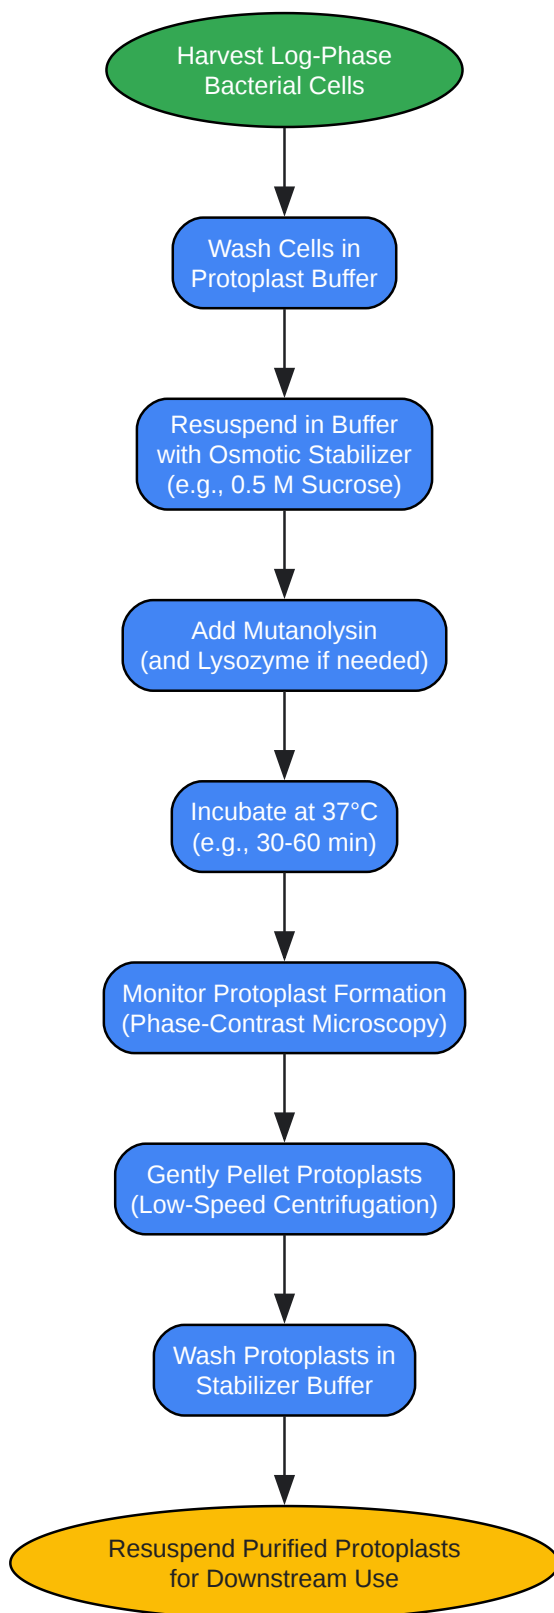 Harvest Log-Phase
Bacterial Cells
Wash Cells in
Protoplast Buffer
Resuspend in Buffer
with Osmotic Stabilizer
(e.g., 0.5 M Sucrose)
Add Mutanolysin
(and Lysozyme if needed)
Incubate at 37°C
(e.g., 30-60 min)
Monitor Protoplast Formation
(Phase-Contrast Microscopy)
Gently Pellet Protoplasts
(Low-Speed Centrifugation)
Wash Protoplasts in
Stabilizer Buffer
Resuspend Purified Protoplasts
for Downstream Use